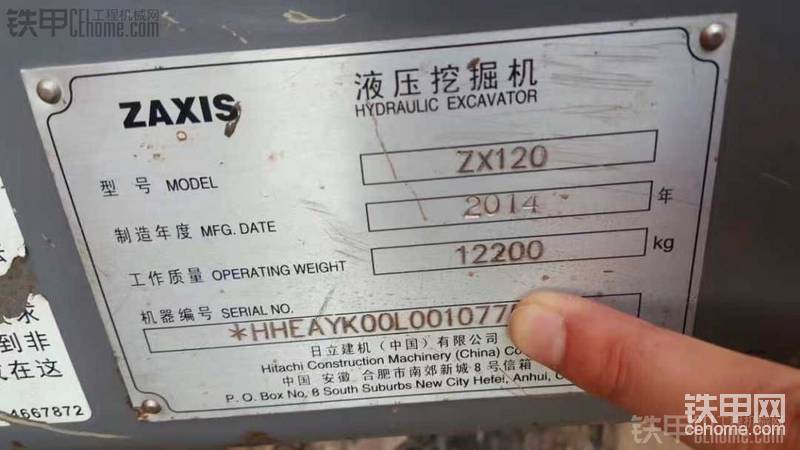 铁甲 工程机械网
CEhome.com
ZAXIS
液压挖掘机
HYDRAULIC EXCAVATOR
型号 MODEL ZX120
制造年度 MFG. DATE 2014 年
工作质量 OPERATING WEIGHT 12200 kg
机器编号 SERIAL NO. *HHEAYK00L001077
日立建机(中国)有限公司
Hitachi Construction Machinery (China) Co
中国 安徽 合肥市南郊新城8号信箱
P. O. Box No, 8 South Suburbs New City Hefei, Anhui,
求
到非
在这
4667872
铁甲网
cehome.com